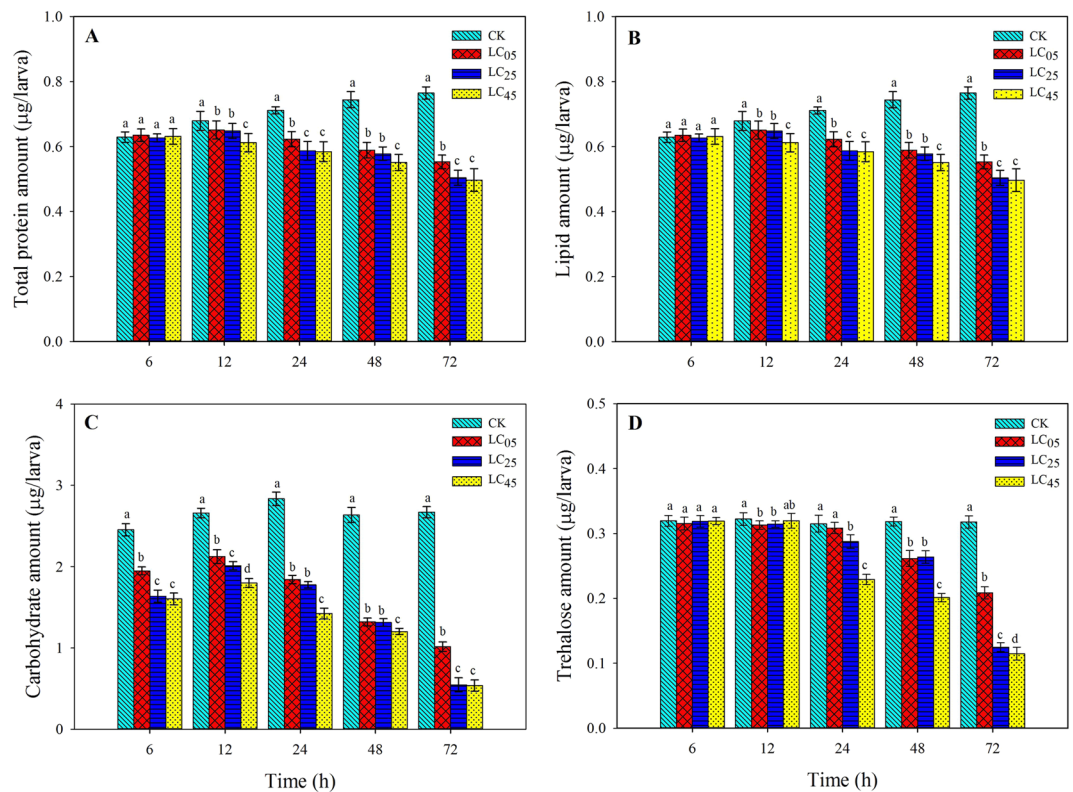 A
Total protein amount (µg/larva)
1.0
0.8
0.6
0.4
0.2
0.0
CK
LC05
LC25
LC45
a a a a
a b b c
a b c c
a b b c
a b c c
6 12 24 48 72
B
Lipid amount (µg/larva)
1.0
0.8
0.6
0.4
0.2
0.0
CK
LC05
LC25
LC45
a a a a
a b b c
a b c c
a b b c
a b c c
6 12 24 48 72
C
Carbohydrate amount (µg/larva)
4
3
2
1
0
CK
LC05
LC25
LC45
a b c c
a b c d
a b b c
a b b c
a b c c
6 12 24 48 72
Time (h)
D
Trehalose amount (µg/larva)
0.5
0.4
0.3
0.2
0.1
0.0
CK
LC05
LC25
LC45
a a a a
a b b ab
a a b c
a b b c
a b c d
6 12 24 48 72
Time (h)